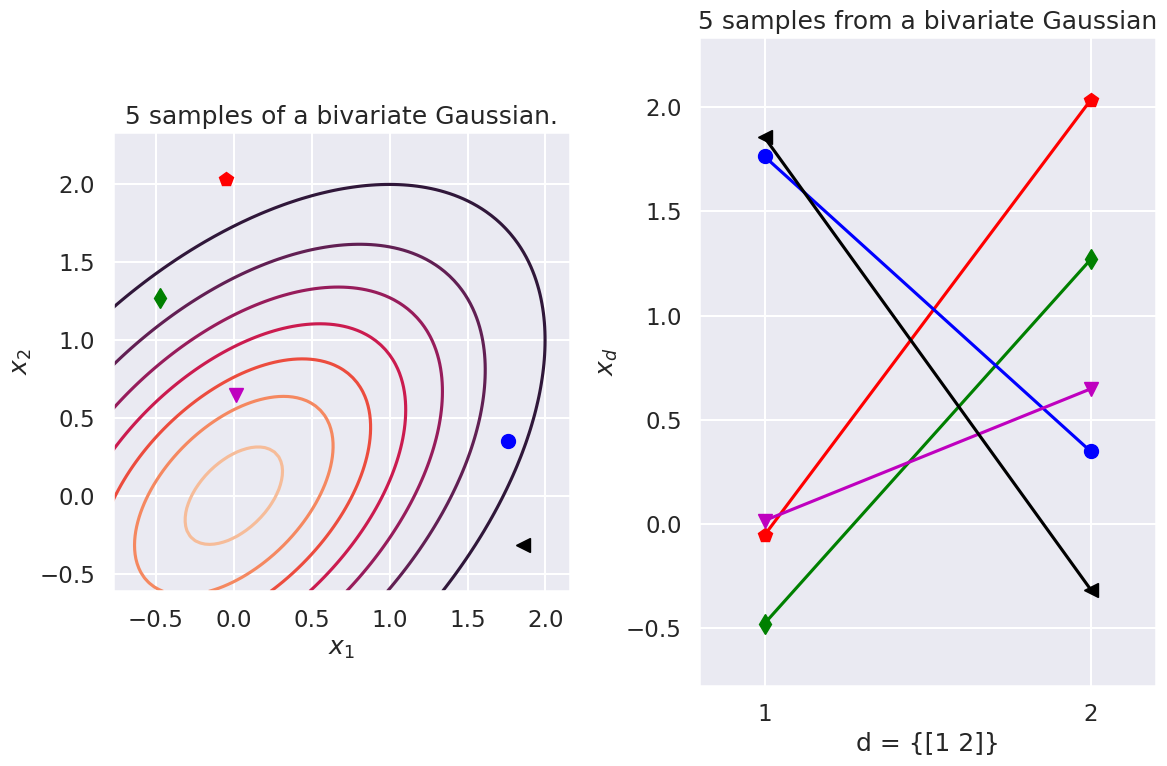 5 samples of a bivariate Gaussian.
2.0
1.5
1.0
0.5
0.0
−0.5
x₂
−0.5 0.0 0.5 1.0 1.5 2.0
x₁
5 samples from a bivariate Gaussian
2.0
1.5
1.0
0.5
0.0
−0.5
x_d
1 2
d = {[1 2]}